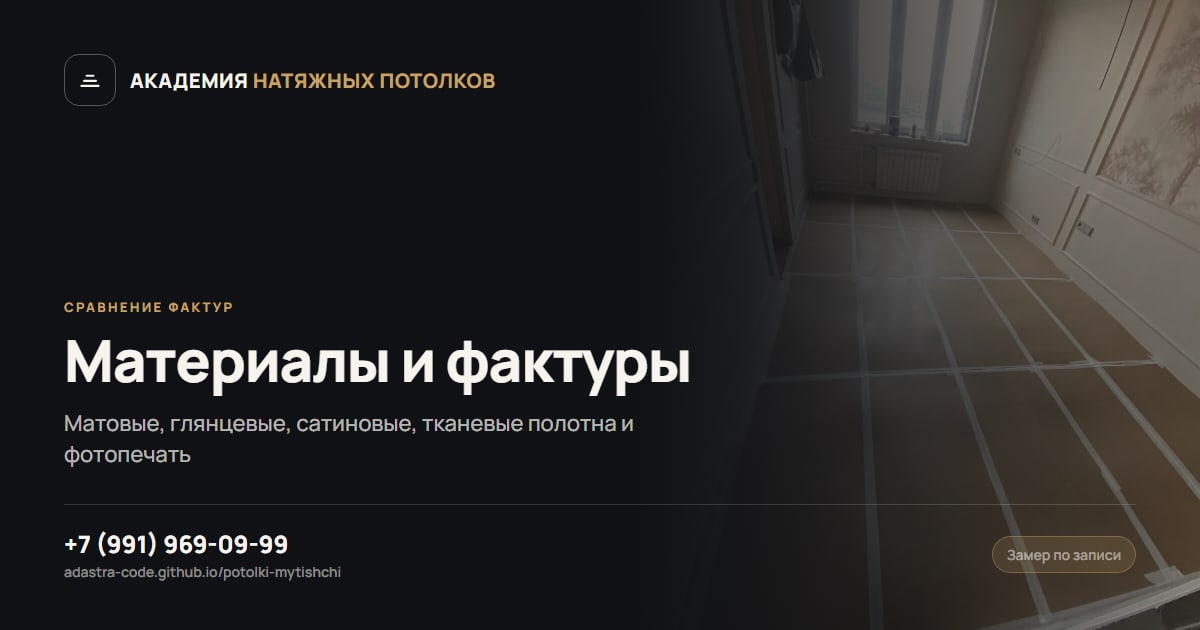 АКАДЕМИЯ НАТЯЖНЫХ ПОТОЛКОВ
СРАВНЕНИЕ ФАКТУР
Материалы и фактуры
Матовые, глянцевые, сатиновые, тканевые полотна и
фотопечать
+7 (991) 969-09-99
adastra-code.github.io/potolki-mytishchi
Замер по записи